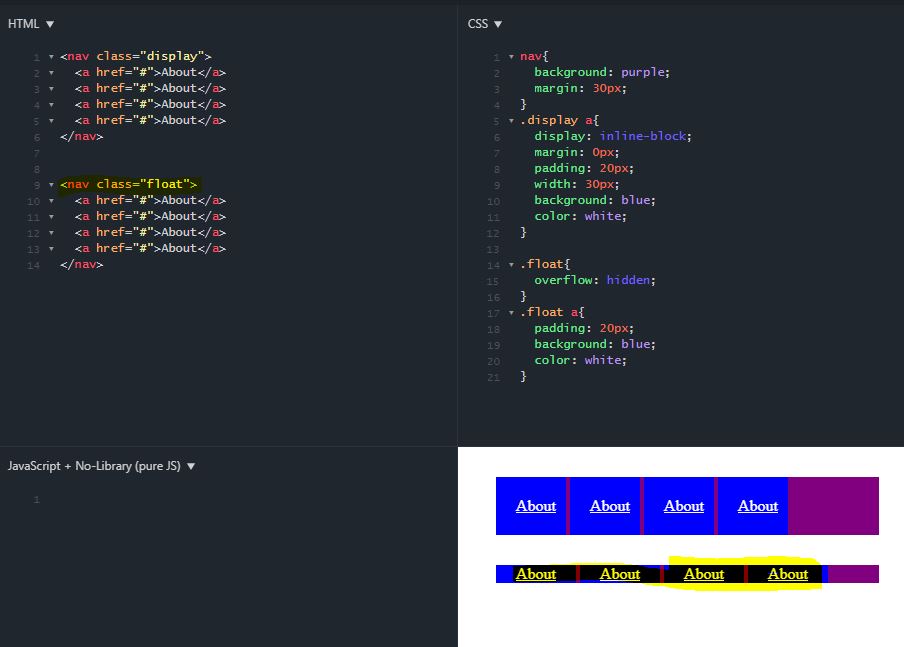 HTML ▼
1 ▾ <nav class="display">
2 ▾ <a href="#">About</a>
3 ▾ <a href="#">About</a>
4 ▾ <a href="#">About</a>
5 ▾ <a href="#">About</a>
6 </nav>
7
8
9 ▾ <nav class="float">
10 ▾ <a href="#">About</a>
11 ▾ <a href="#">About</a>
12 ▾ <a href="#">About</a>
13 ▾ <a href="#">About</a>
14 </nav>
CSS ▼
1 ▾ nav{
2 background: purple;
3 margin: 30px;
4 }
5 ▾ .display a{
6 display: inline-block;
7 margin: 0px;
8 padding: 20px;
9 width: 30px;
10 background: blue;
11 color: white;
12 }
13
14 ▾ .float{
15 overflow: hidden;
16 }
17 ▾ .float a{
18 padding: 20px;
19 background: blue;
20 color: white;
21 }
JavaScript + No-Library (pure JS) ▼
1
About About About About
About About About About